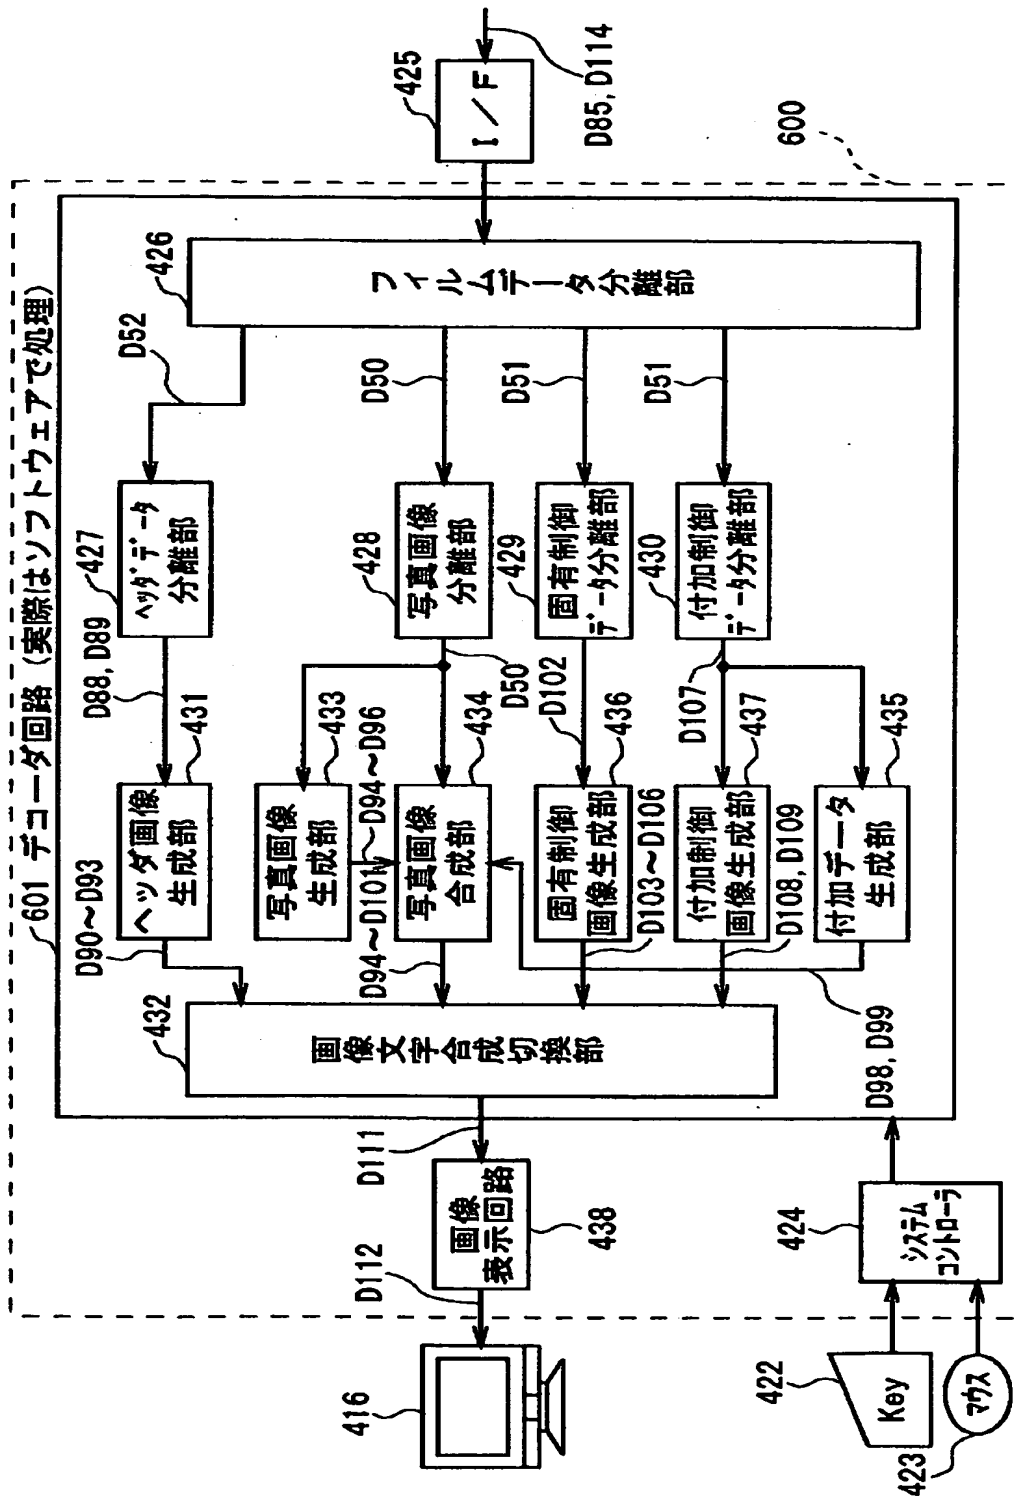 601 デコーダ回路(実際はソフトウェアで処理)
600
425
I/F
D85, D114
426
フィルムデータ分離部
D52
D50
D51
D51
427
ヘッダデータ
分離部
428
写真画像
分離部
429
固有制御
データ分離部
430
付加制御
データ分離部
D88, D89
D50
D102
D107
431
ヘッダ画像
生成部
433
写真画像
生成部
D94〜D96
434
写真画像
合成部
436
固有制御
画像生成部
437
付加制御
画像生成部
435
付加データ
生成部
D90〜D93
D94〜D101
D103〜D106
D108, D109
D98, D99
432
画像文字合成切換部
D111
画像
表示回路
438
D112
416
424
システム
コントローラ
422
Key
423
マウス